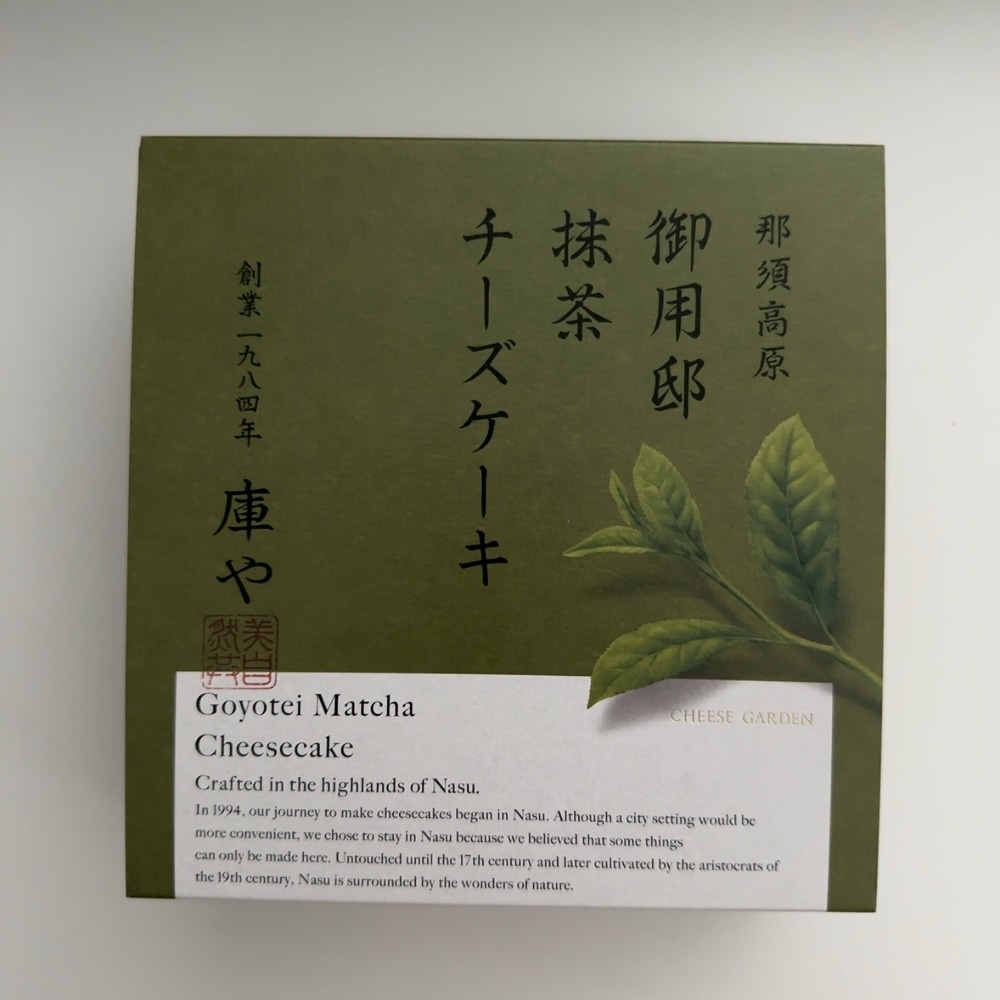 那須高原
御用邸
抹茶
チーズケーキ
創業一九八四年
庫や
美自
然共
Goyotei Matcha
Cheesecake
CHEESE GARDEN
Crafted in the highlands of Nasu.
In 1994, our journey to make cheesecakes began in Nasu. Although a city setting would be
more convenient, we chose to stay in Nasu because we believed that some things
can only be made here. Untouched until the 17th century and later cultivated by the aristocrats of
the 19th century, Nasu is surrounded by the wonders of nature.